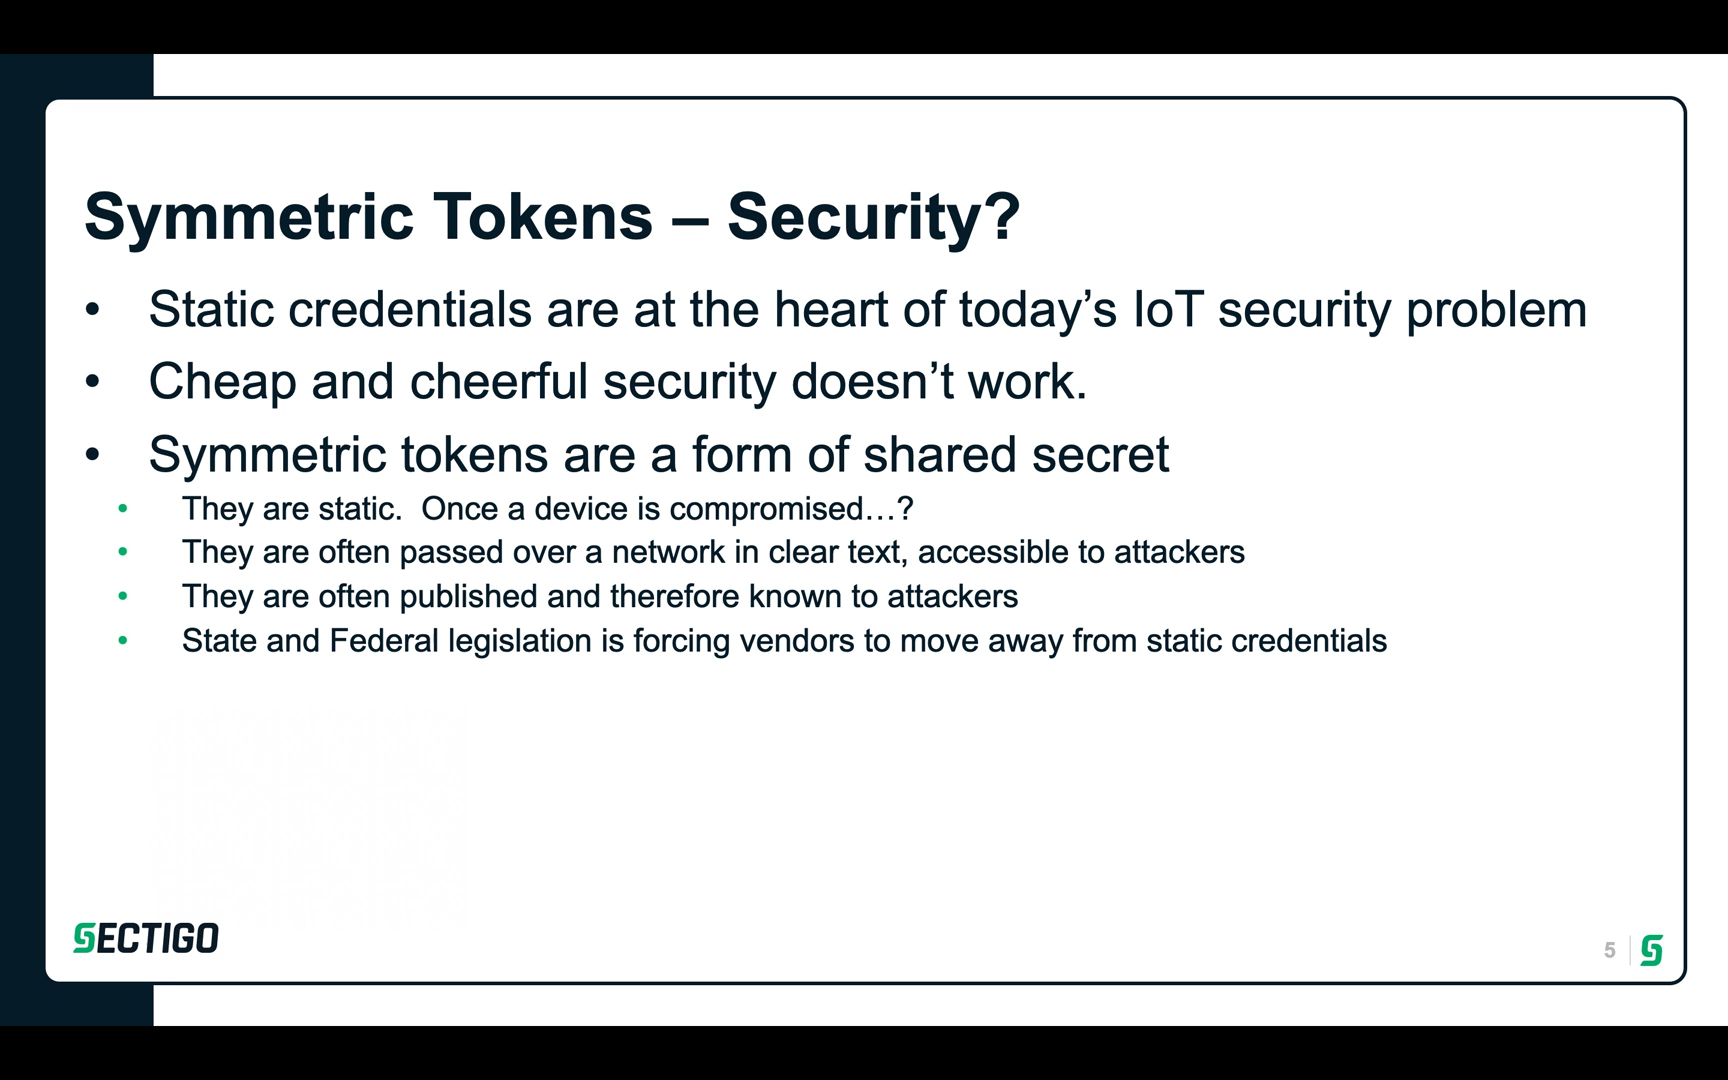 Symmetric Tokens – Security?
• Static credentials are at the heart of today’s IoT security problem
• Cheap and cheerful security doesn’t work.
• Symmetric tokens are a form of shared secret
• They are static.  Once a device is compromised…?
• They are often passed over a network in clear text, accessible to attackers
• They are often published and therefore known to attackers
• State and Federal legislation is forcing vendors to move away from static credentials
SECTIGO
5 | S